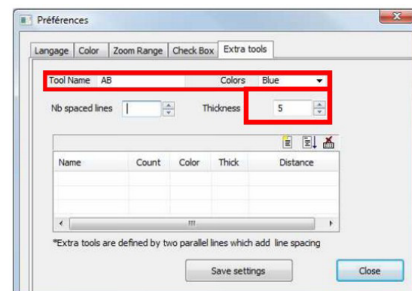 Préférences
Langage Color Zoom Range Check Box Extra tools
Tool Name AB Colors Blue
Nb spaced lines Thickness 5
Name Count Color Thick Distance
*Extra tools are defined by two parallel lines which add line spacing
Save settings Close